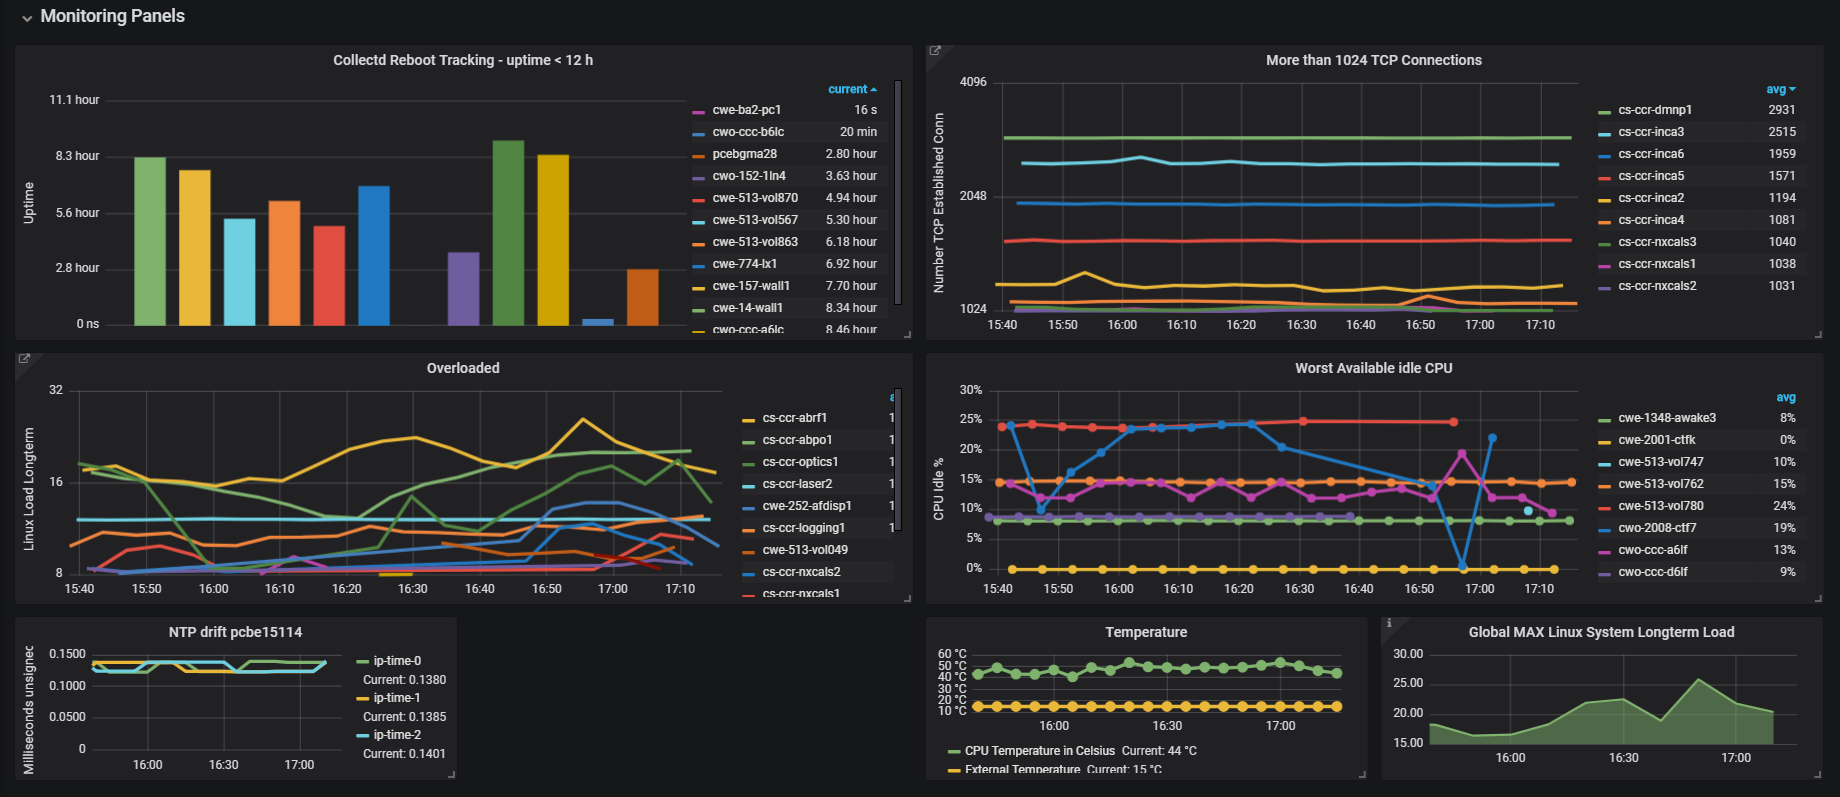 Monitoring Panels
Collectd Reboot Tracking - uptime < 12 h
Uptime
11.1 hour
8.3 hour
5.6 hour
2.8 hour
0 ns
current
cwe-ba2-pc1 16 s
cwo-ccc-b6lc 20 min
pcebgma28 2.80 hour
cwo-152-1ln4 3.63 hour
cwe-513-vol870 4.94 hour
cwe-513-vol567 5.30 hour
cwe-513-vol863 6.18 hour
cwe-774-lx1 6.92 hour
cwe-157-wall1 7.70 hour
cwe-14-wall1 8.34 hour
cwo-ccc-a6lc 8.46 hour
More than 1024 TCP Connections
Number TCP Established Conn
4096
2048
1024
15:40 15:50 16:00 16:10 16:20 16:30 16:40 16:50 17:00 17:10
avg
cs-ccr-dmnp1 2931
cs-ccr-inca3 2515
cs-ccr-inca6 1959
cs-ccr-inca5 1571
cs-ccr-inca2 1194
cs-ccr-inca4 1081
cs-ccr-nxcals3 1040
cs-ccr-nxcals1 1038
cs-ccr-nxcals2 1031
Overloaded
Linux Load Longterm
32
16
8
15:40 15:50 16:00 16:10 16:20 16:30 16:40 16:50 17:00 17:10
a
cs-ccr-abrf1 1
cs-ccr-abpo1 1
cs-ccr-optics1 1
cs-ccr-laser2 1
cwe-252-afdisp1 1
cs-ccr-logging1 1
cwe-513-vol049
cs-ccr-nxcals2
cs-ccr-nxcals1
Worst Available idle CPU
CPU Idle %
30%
25%
20%
15%
10%
5%
0%
15:40 15:50 16:00 16:10 16:20 16:30 16:40 16:50 17:00 17:10
avg
cwe-1348-awake3 8%
cwe-2001-ctfk 0%
cwe-513-vol747 10%
cwe-513-vol762 15%
cwe-513-vol780 24%
cwo-2008-ctf7 19%
cwo-ccc-a6lf 13%
cwo-ccc-d6lf 9%
NTP drift pcbe15114
Milliseconds unsignec
0.1500
0.1000
0.0500
0
16:00 16:30 17:00
ip-time-0
Current: 0.1380
ip-time-1
Current: 0.1385
ip-time-2
Current: 0.1401
Temperature
60 °C
50 °C
40 °C
30 °C
20 °C
10 °C
16:00 16:30 17:00
CPU Temperature in Celsius Current: 44 °C
External Temperature Current: 15 °C
Global MAX Linux System Longterm Load
30.00
25.00
20.00
15.00
16:00 16:30 17:00